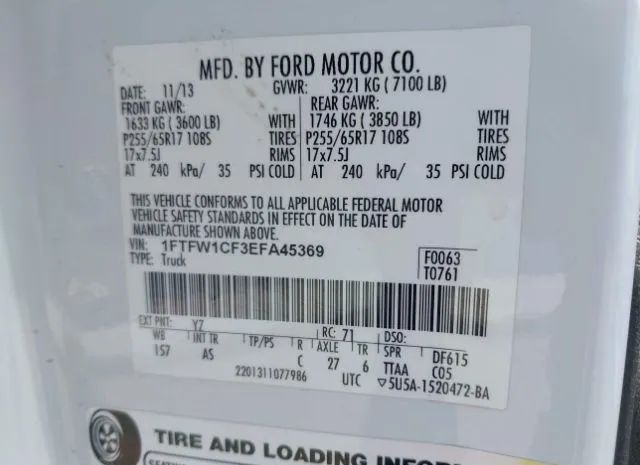 MFD. BY FORD MOTOR CO.
DATE: 11/13 GVWR: 3221 KG ( 7100 LB)
FRONT GAWR: REAR GAWR:
1633 KG ( 3600 LB) WITH 1746 KG ( 3850 LB) WITH
P255/65R17 108S TIRES P255/65R17 108S TIRES
17x7.5J RIMS 17x7.5J RIMS
AT 240 kPa/ 35 PSI COLD AT 240 kPa/ 35 PSI COLD
THIS VEHICLE CONFORMS TO ALL APPLICABLE FEDERAL MOTOR
VEHICLE SAFETY STANDARDS IN EFFECT ON THE DATE OF
MANUFACTURE SHOWN ABOVE.
VIN: 1FTFW1CF3EFA45369 F0063
TYPE: Truck T0761
EXT PNT: YZ RC: 71 DSO:
WB INT TR TP/PS R AXLE TR SPR DF615
157 AS C 27 6 TTAA C05
2201311077986 UTC 5U5A-1520472-BA
TIRE AND LOADING